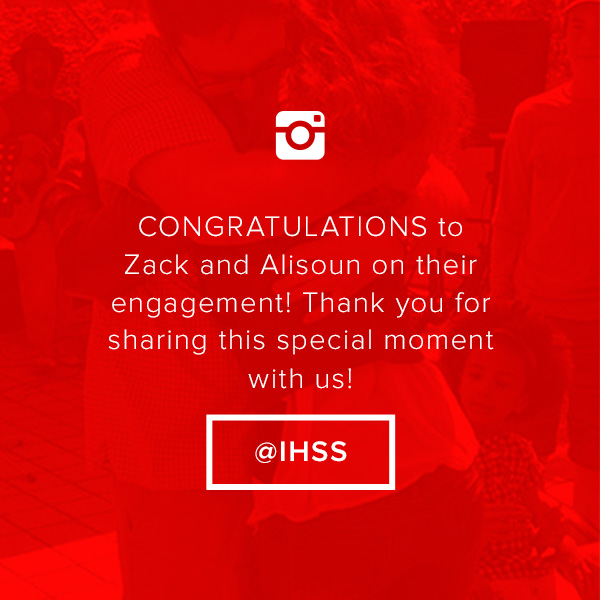 CONGRATULATIONS to
Zack and Alisoun on their
engagement! Thank you for
sharing this special moment
with us!
@IHSS